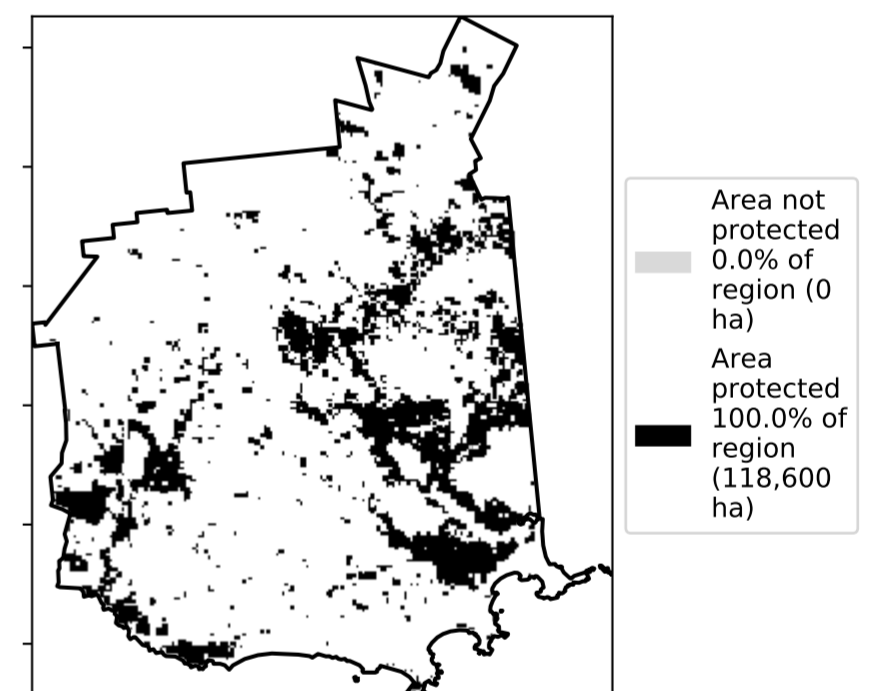 Area not
protected
0.0% of
region (0
ha)
Area
protected
100.0% of
region
(118,600
ha)